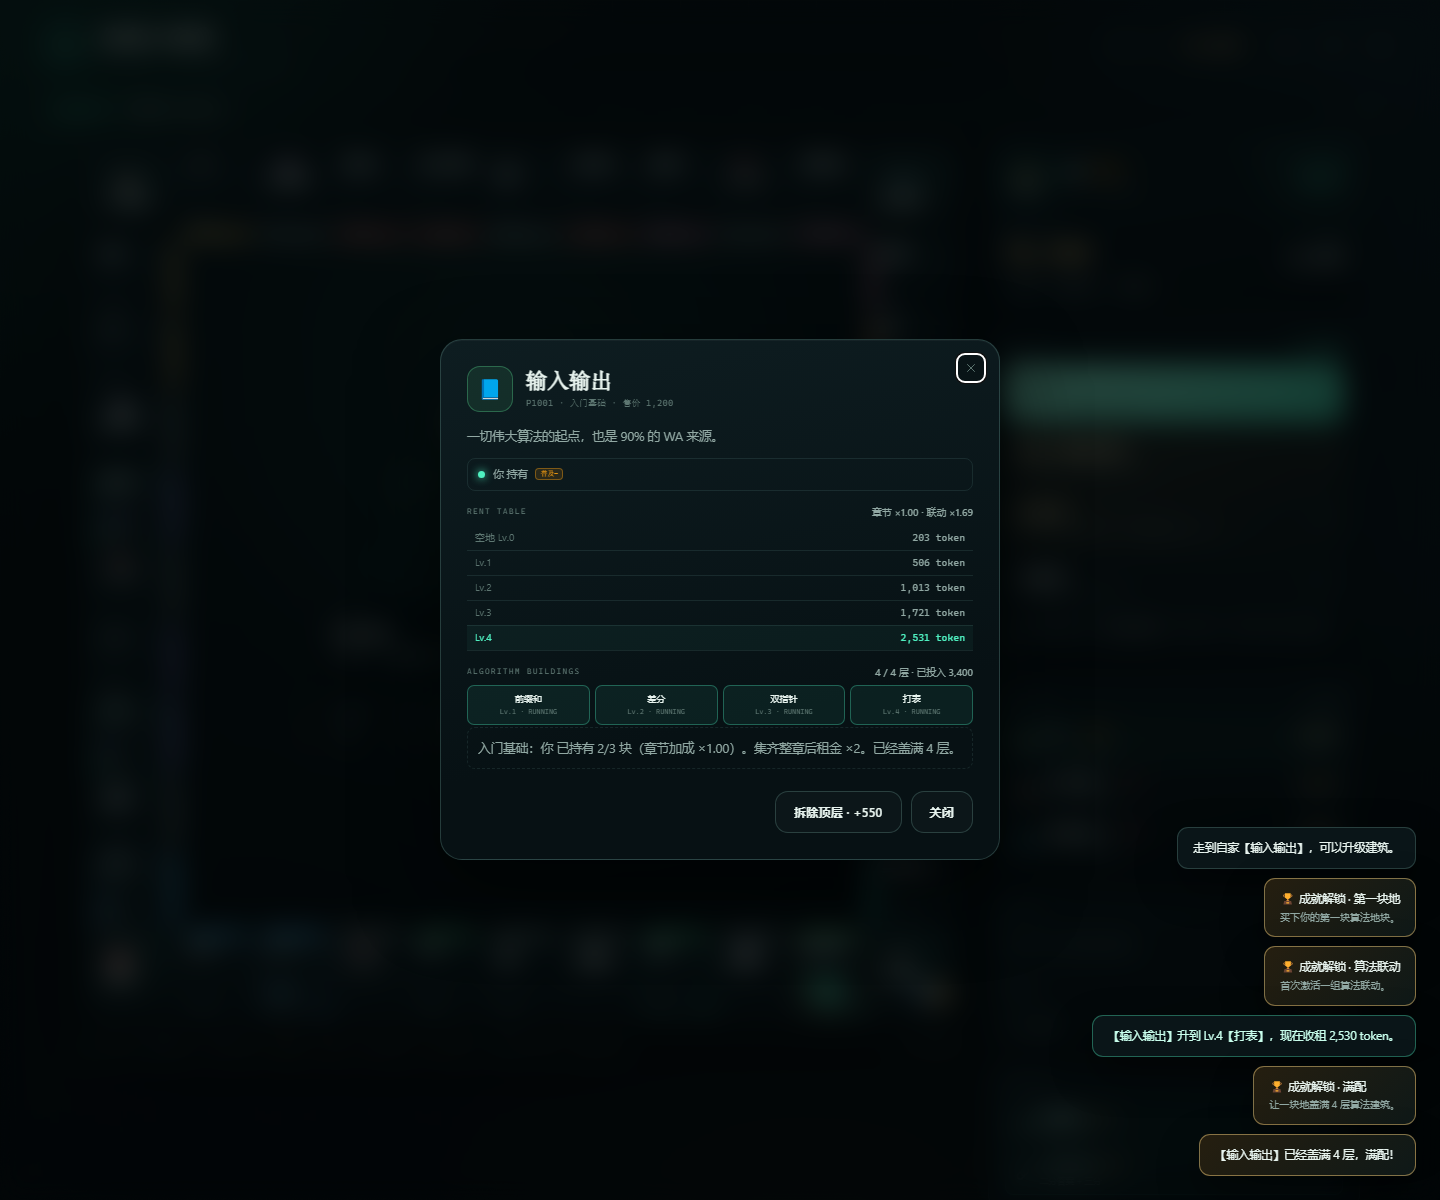 输入输出
P1001 · 入门基础 · 售价 1,200
一切伟大算法的起点，也是 90% 的 WA 来源。
你 持有
RENT TABLE
章节 ×1.00 · 联动 ×1.69
空地 Lv.0 203 token
Lv.1 506 token
Lv.2 1,013 token
Lv.3 1,721 token
Lv.4 2,531 token
ALGORITHM BUILDINGS
4 / 4 层 · 已投入 3,400
前缀和 差分 双指针 打表
Lv.1 · RUNNING Lv.2 · RUNNING Lv.3 · RUNNING Lv.4 · RUNNING
入门基础：你 已持有 2/3 块（章节加成 ×1.00）。集齐整章后租金 ×2。已经盖满 4 层。
拆除顶层 · +550 关闭
走到自家【输入输出】，可以升级建筑。
成就解锁 · 第一块地
买下你的第一块算法地块。
成就解锁 · 算法联动
首次激活一组算法联动。
【输入输出】升到 Lv.4【打表】，现在收租 2,530 token。
成就解锁 · 满配
让一块地盖满 4 层算法建筑。
【输入输出】已经盖满 4 层，满配！